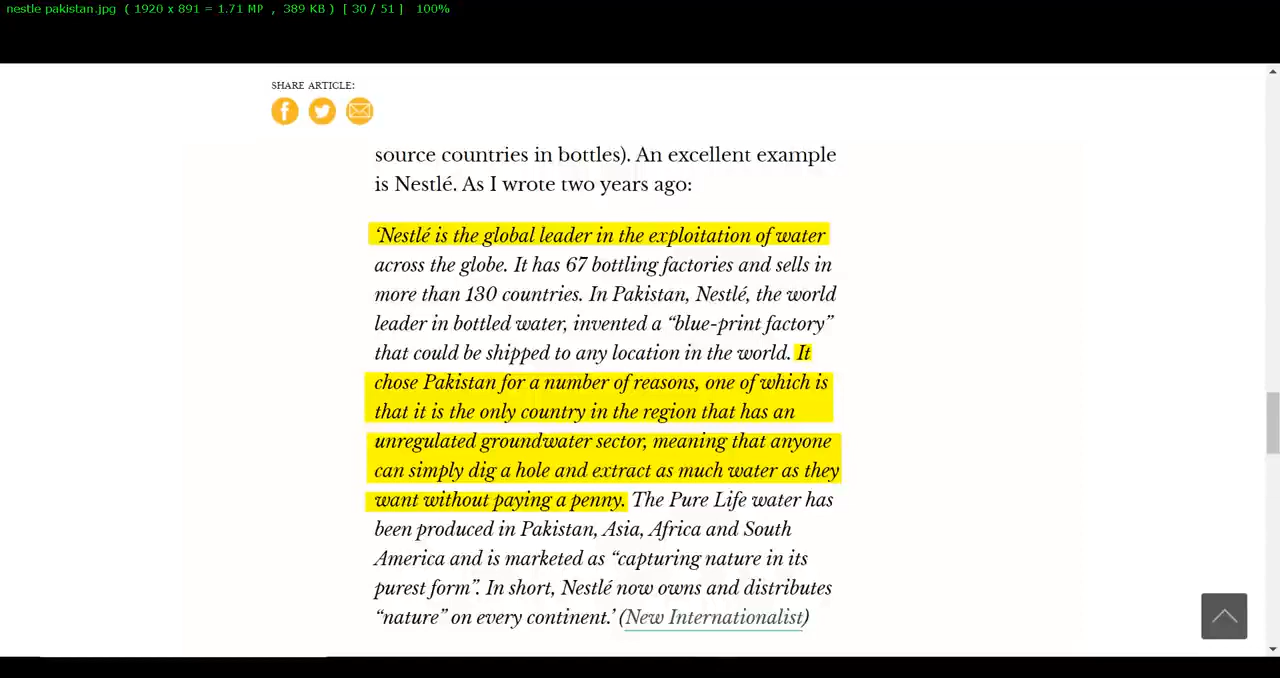 nestle pakistan.jpg ( 1920 x 891 = 1.71 MP , 389 KB ) [ 30 / 51 ] 100%
SHARE ARTICLE:
source countries in bottles). An excellent example
is Nestlé. As I wrote two years ago:
‘Nestlé is the global leader in the exploitation of water
across the globe. It has 67 bottling factories and sells in
more than 130 countries. In Pakistan, Nestlé, the world
leader in bottled water, invented a “blue-print factory”
that could be shipped to any location in the world. It
chose Pakistan for a number of reasons, one of which is
that it is the only country in the region that has an
unregulated groundwater sector, meaning that anyone
can simply dig a hole and extract as much water as they
want without paying a penny. The Pure Life water has
been produced in Pakistan, Asia, Africa and South
America and is marketed as “capturing nature in its
purest form”. In short, Nestlé now owns and distributes
“nature” on every continent.’ (New Internationalist)